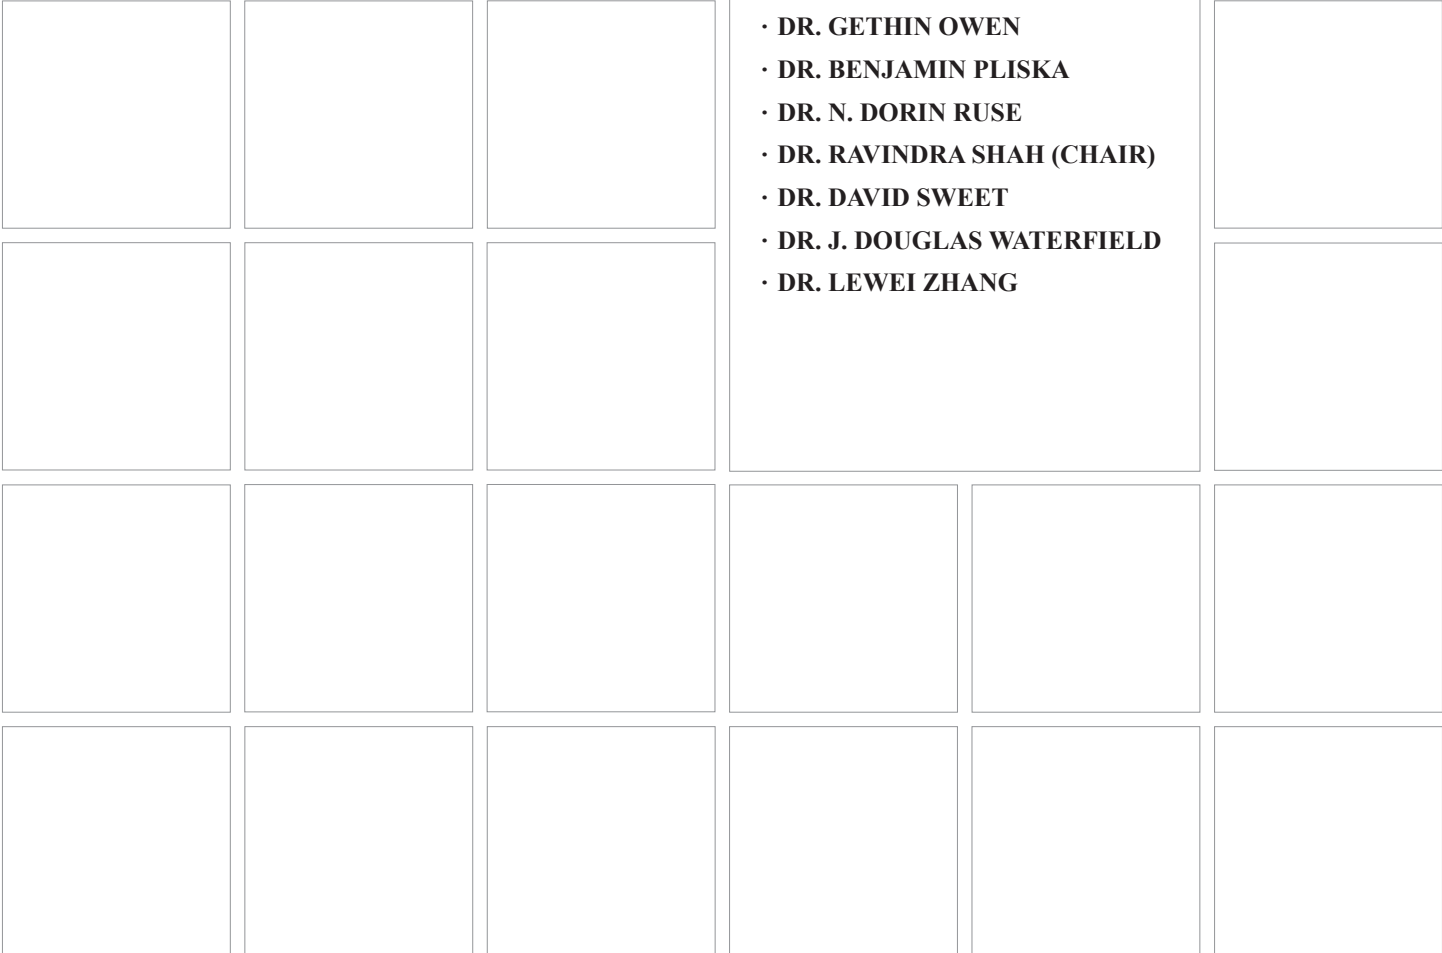 · DR. GETHIN OWEN
· DR. BENJAMIN PLISKA
· DR. N. DORIN RUSE
· DR. RAVINDRA SHAH (CHAIR)
· DR. DAVID SWEET
· DR. J. DOUGLAS WATERFIELD
· DR. LEWEI ZHANG